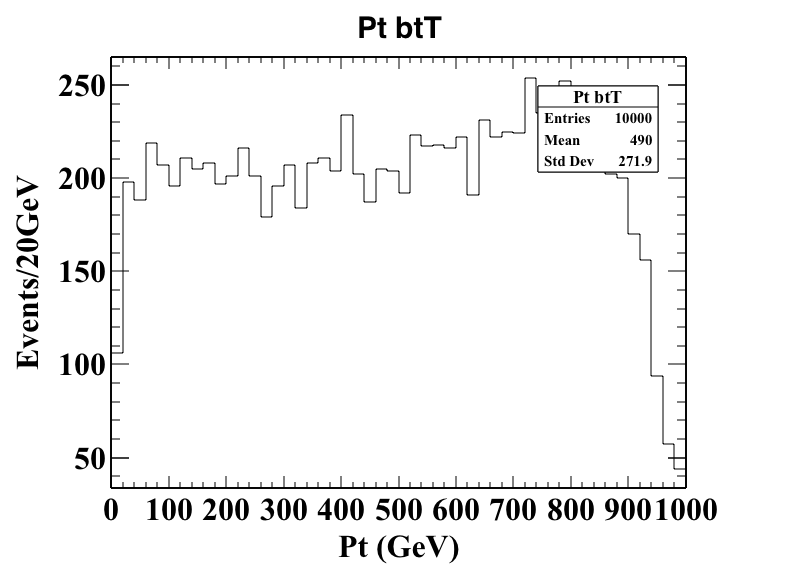 Pt btT
Events/20GeV
250
200
150
100
50
Pt btT
Entries 10000
Mean 490
Std Dev 271.9
0 100 200 300 400 500 600 700 800 900 1000
Pt (GeV)